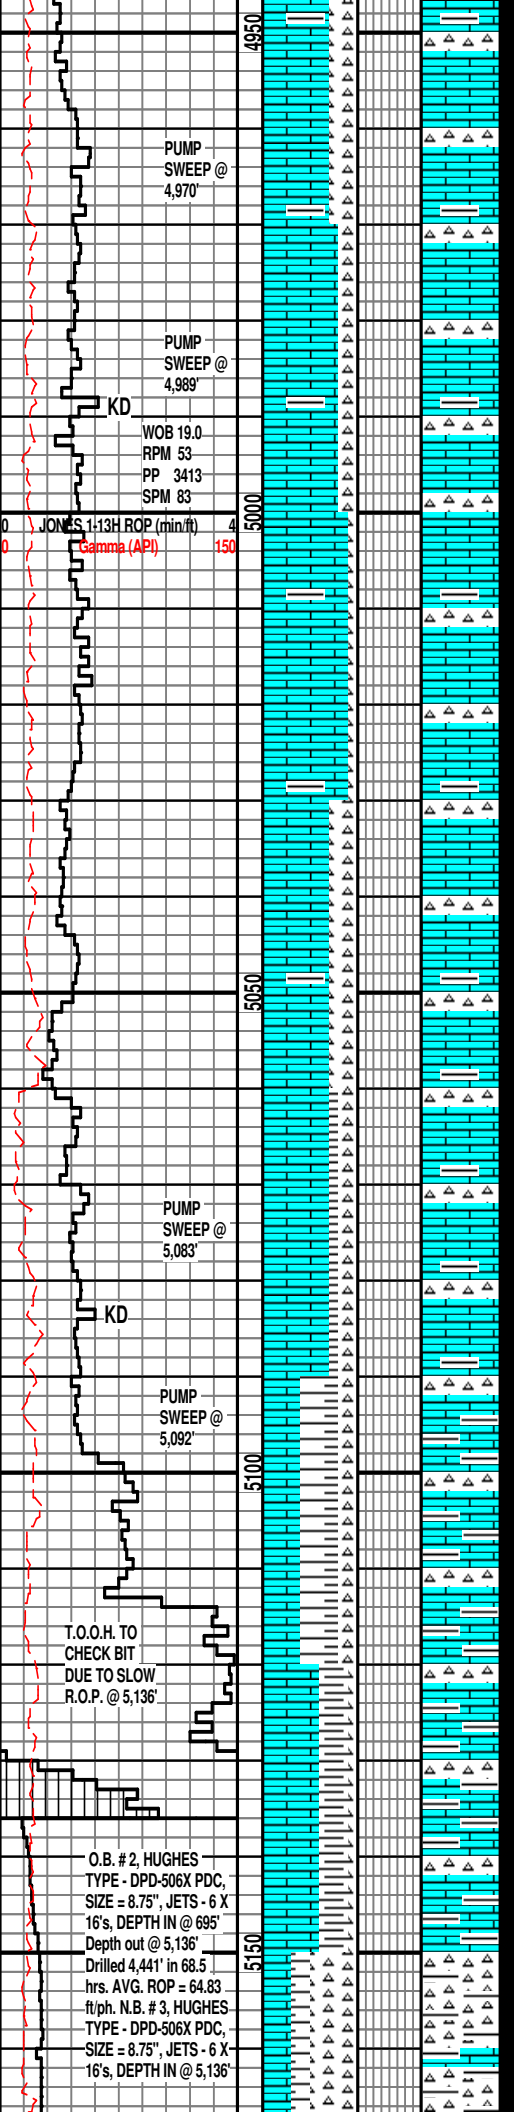 4950
PUMP
SWEEP @
4,970'
PUMP
SWEEP @
4,989'
KD
WOB 19.0
RPM 53
PP 3413
SPM 83
5000
0 JONES 1-13H ROP (min/ft) 4
0 Gamma (API) 150
5050
PUMP
SWEEP @
5,083'
KD
PUMP
SWEEP @
5,092'
5100
T.O.O.H. TO
CHECK BIT
DUE TO SLOW
R.O.P. @ 5,136'
5150
O.B. # 2, HUGHES
TYPE - DPD-506X PDC,
SIZE = 8.75", JETS - 6 X
16's, DEPTH IN @ 695'
Depth out @ 5,136'
Drilled 4,441' in 68.5
hrs. AVG. ROP = 64.83
ft/ph. N.B. # 3, HUGHES
TYPE - DPD-506X PDC,
SIZE = 8.75", JETS - 6 X
16's, DEPTH IN @ 5,136'